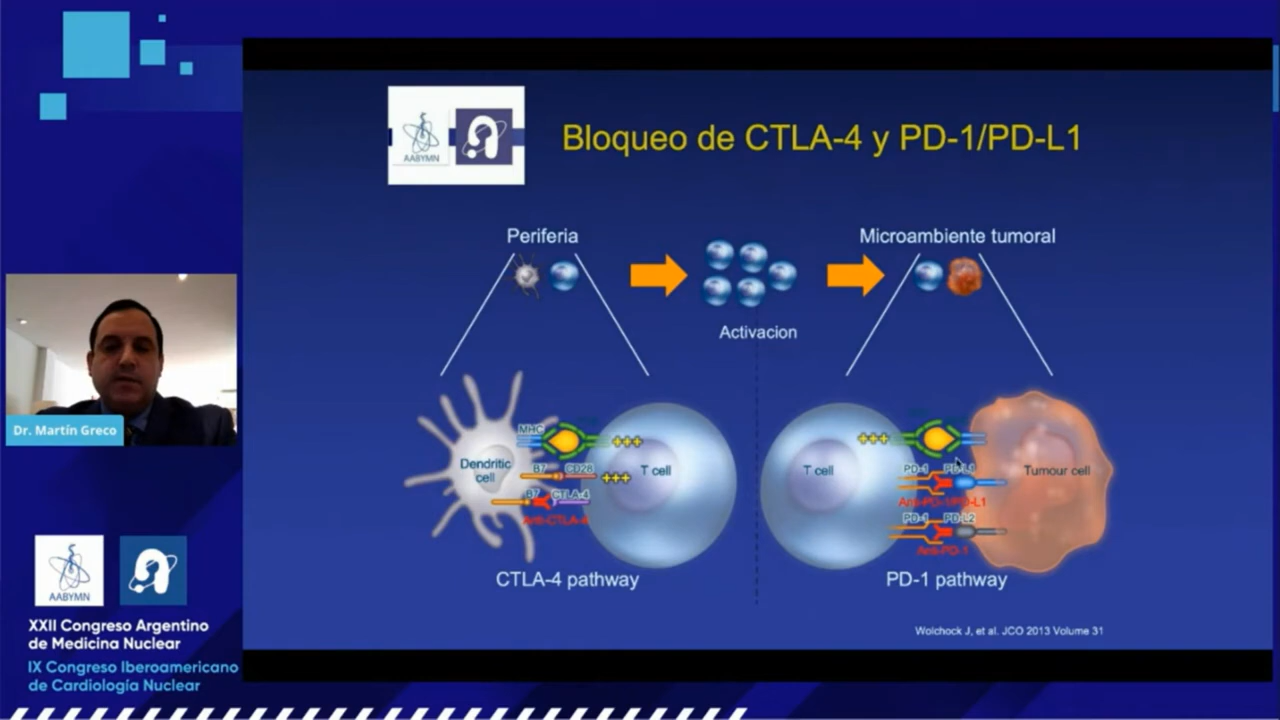 AABYMN
Bloqueo de CTLA-4 y PD-1/PD-L1
Periferia
Microambiente tumoral
Activacion
MHC
B7 CD28
B7 CTLA-4
Anti-CTLA-4
Dendritic
cell
T cell
CTLA-4 pathway
T cell
PD-1 PD-L1
Anti-PD-1/PD-L1
PD-1 PD-L2
Anti-PD-1
Tumour cell
PD-1 pathway
Wolchock J, et al. JCO 2013 Volume 31
Dr. Martín Greco
AABYMN
XXII Congreso Argentino
de Medicina Nuclear
IX Congreso Iberoamericano
de Cardiología Nuclear